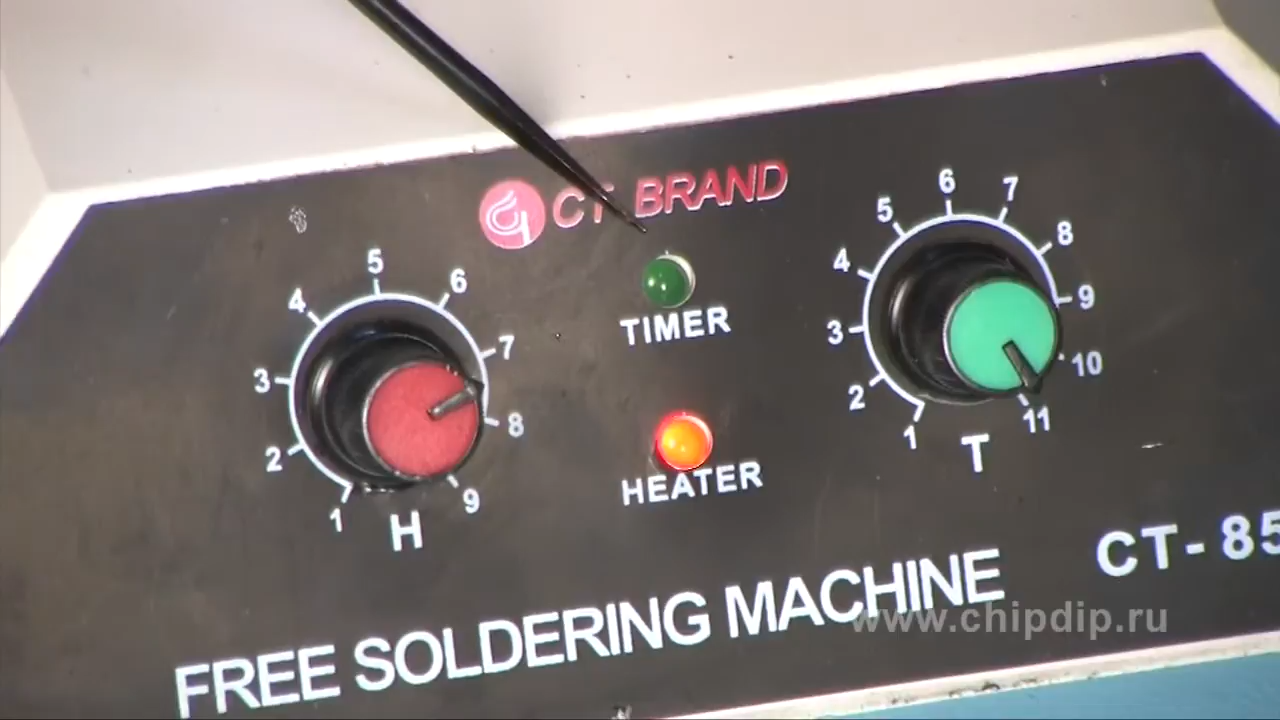 CT BRAND
1 2 3 4 5 6 7 8 9
H
TIMER
HEATER
1 2 3 4 5 6 7 8 9 10 11
T
CT-85
FREE SOLDERING MACHINE
www.chipdip.ru